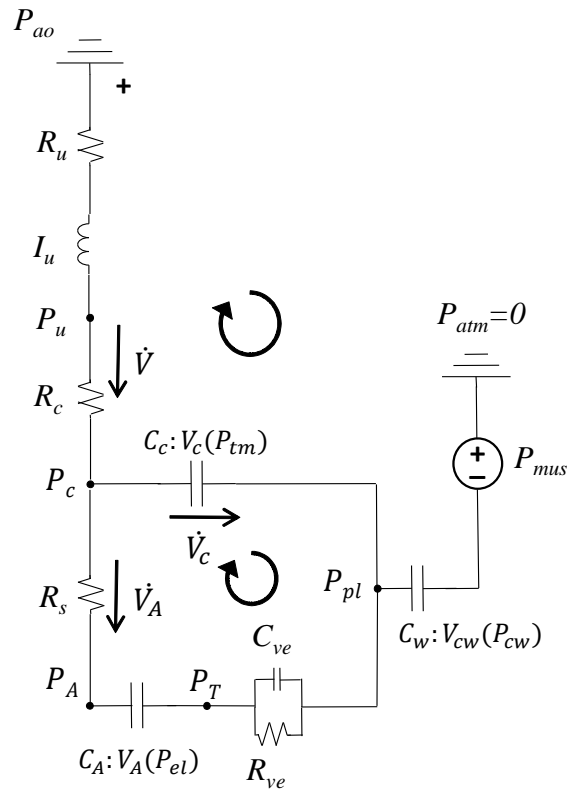 P_ao
+
R_u
I_u
P_u
V̇
P_atm=0
R_c
C_c: V_c(P_tm)
+
P_mus
−
P_c
V̇_c
R_s
V̇_A
P_pl
C_ve
C_w: V_cw(P_cw)
P_A
P_T
C_A: V_A(P_el)
R_ve